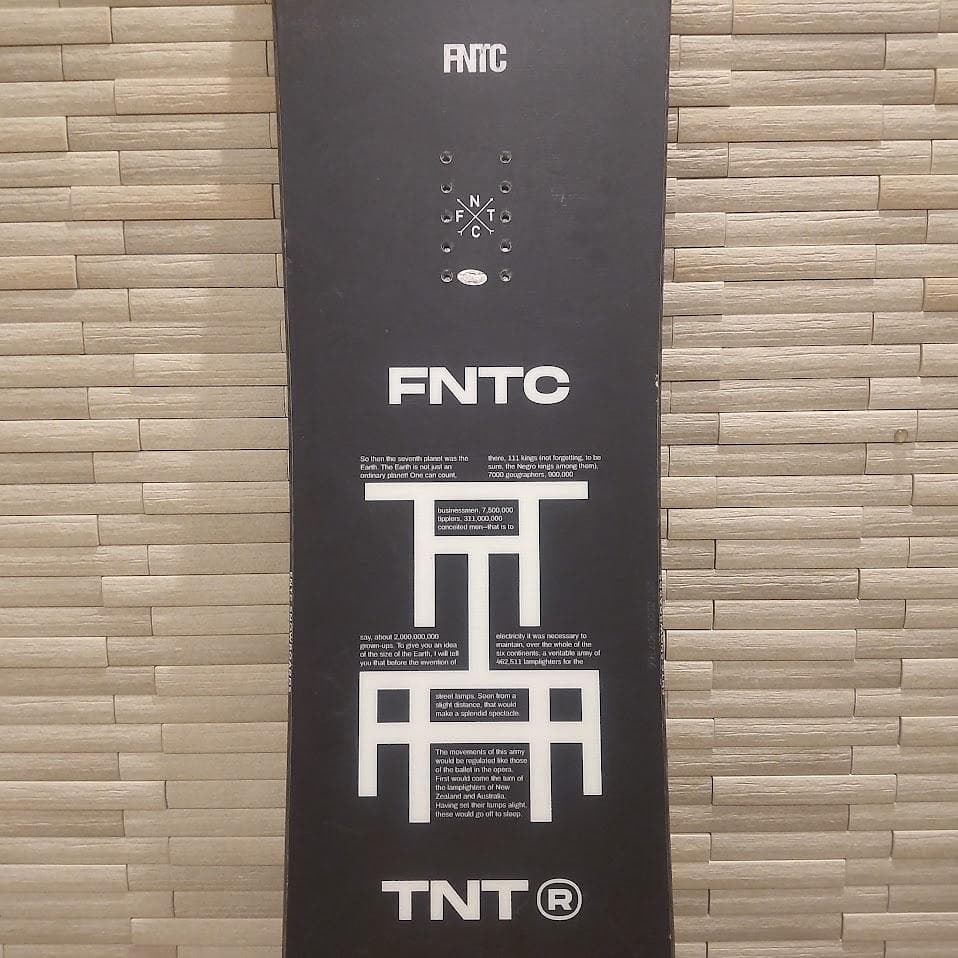 FNTC
N
F T
C
FNTC
So then the seventh planet was the
Earth. The Earth is not just an
ordinary planet! One can count,
there, 111 kings (not forgetting, to be
sure, the Negro kings among them),
7000 geographers, 900,000
businessmen, 7,500,000
tipplers, 311,000,000
conceited men—that is to
say, about 2,000,000,000
grown-ups. To give you an idea
of the size of the Earth, I will tell
you that before the invention of
electricity it was necessary to
maintain, over the whole of the
six continents, a veritable army of
462,511 lamplighters for the
street lamps. Seen from a
slight distance, that would
make a splendid spectacle.
The movements of this army
would be regulated like those
of the ballet in the opera.
First would come the turn of
the lamplighters of New
Zealand and Australia.
Having set their lamps alight,
these would go off to sleep.
TNT ®